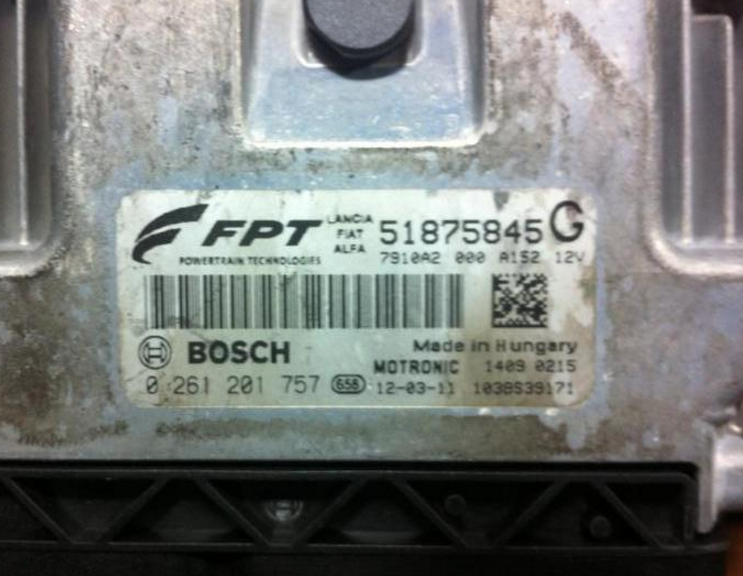 FPT LANCIA FIAT ALFA 51875845 G
POWERTRAIN TECHNOLOGIES 7910A2 000 A152 12V
BOSCH Made in Hungary
MOTRONIC 1409 0215
0 261 201 757 658 12-03-11 1038S39171